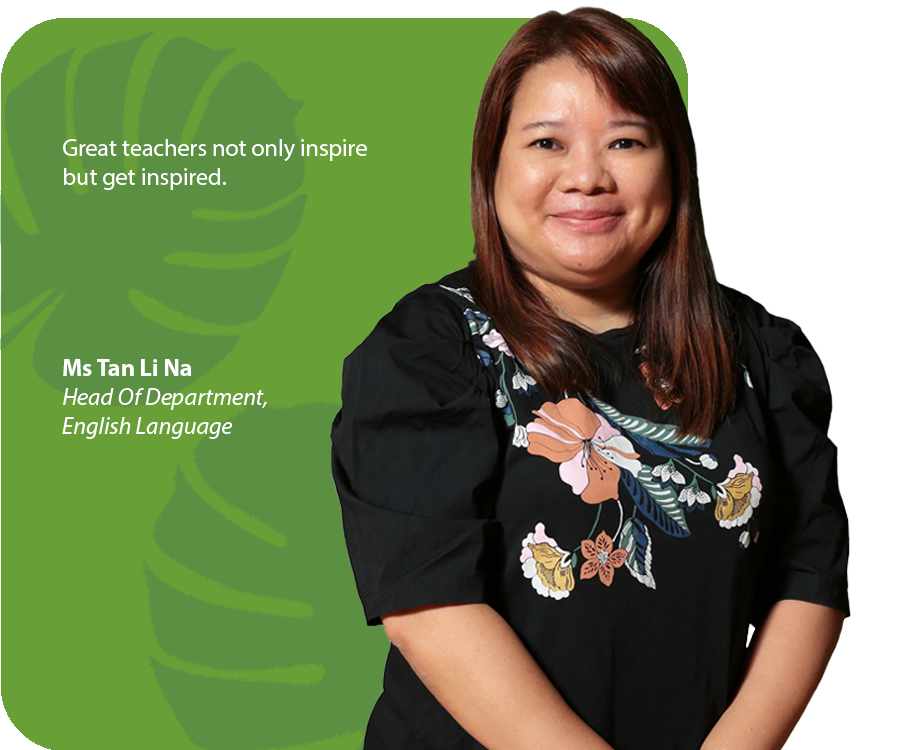 Great teachers not only inspire
but get inspired.
Ms Tan Li Na
Head Of Department,
English Language